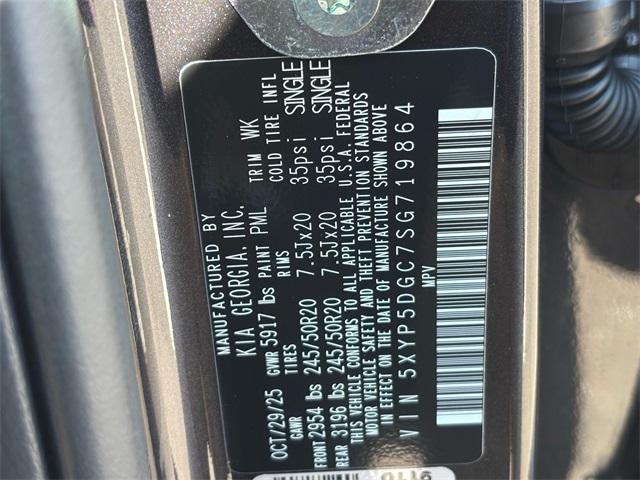 MANUFACTURED BY
KIA GEORGIA, INC.
OCT/29/25 GVWR 5917 lbs PAINT PML TRIM WK
GAWR TIRES RIMS COLD TIRE INFL
FRONT 2954 lbs 245/50R20 7.5Jx20 35psi SINGLE
REAR 3196 lbs 245/50R20 7.5Jx20 35psi SINGLE
THIS VEHICLE CONFORMS TO ALL APPLICABLE U.S.A. FEDERAL
MOTOR VEHICLE SAFETY AND THEFT PREVENTION STANDARDS
IN EFFECT ON THE DATE OF MANUFACTURE SHOWN ABOVE
VIN 5XYP5DGC7SG719864
MPV